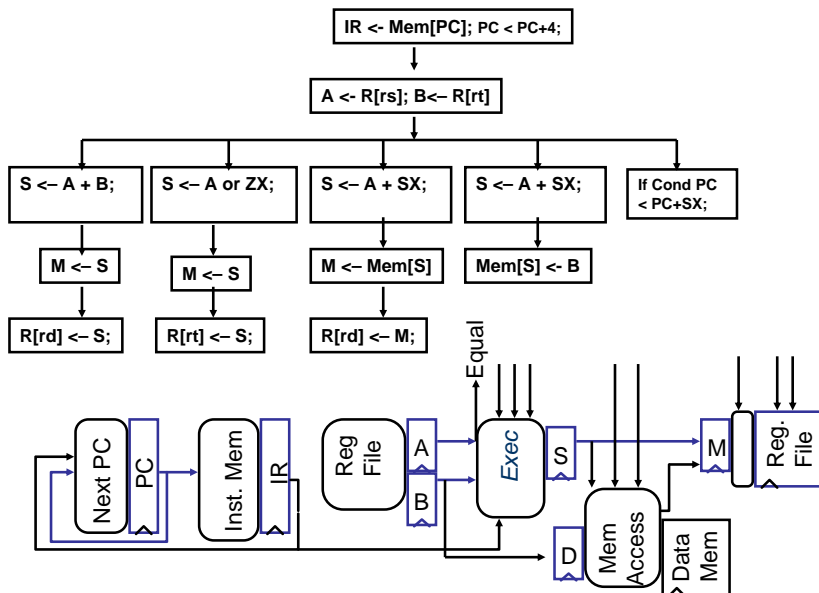 IR <- Mem[PC]; PC < PC+4;
A <- R[rs]; B<– R[rt]
S <– A + B;
S <– A or ZX;
S <– A + SX;
S <– A + SX;
If Cond PC
< PC+SX;
M <– S
M <– S
M <– Mem[S]
Mem[S] <- B
R[rd] <– S;
R[rt] <– S;
R[rd] <– M;
Equal
Next PC
PC
Inst. Mem
IR
Reg
File
A
B
Exec
S
D
Mem
Access
Data
Mem
M
Reg.
File